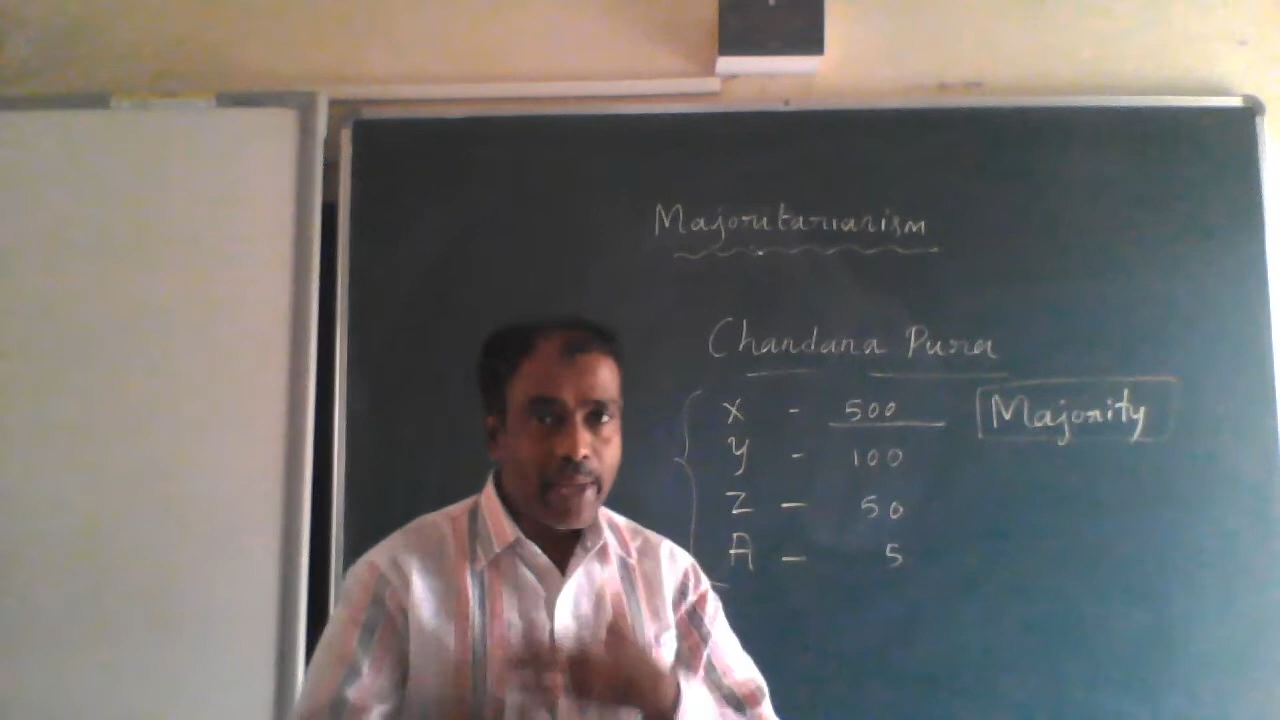 Majoritarianism
Chandana Pura
X - 500 Majority
Y - 100
Z - 50
A - 5